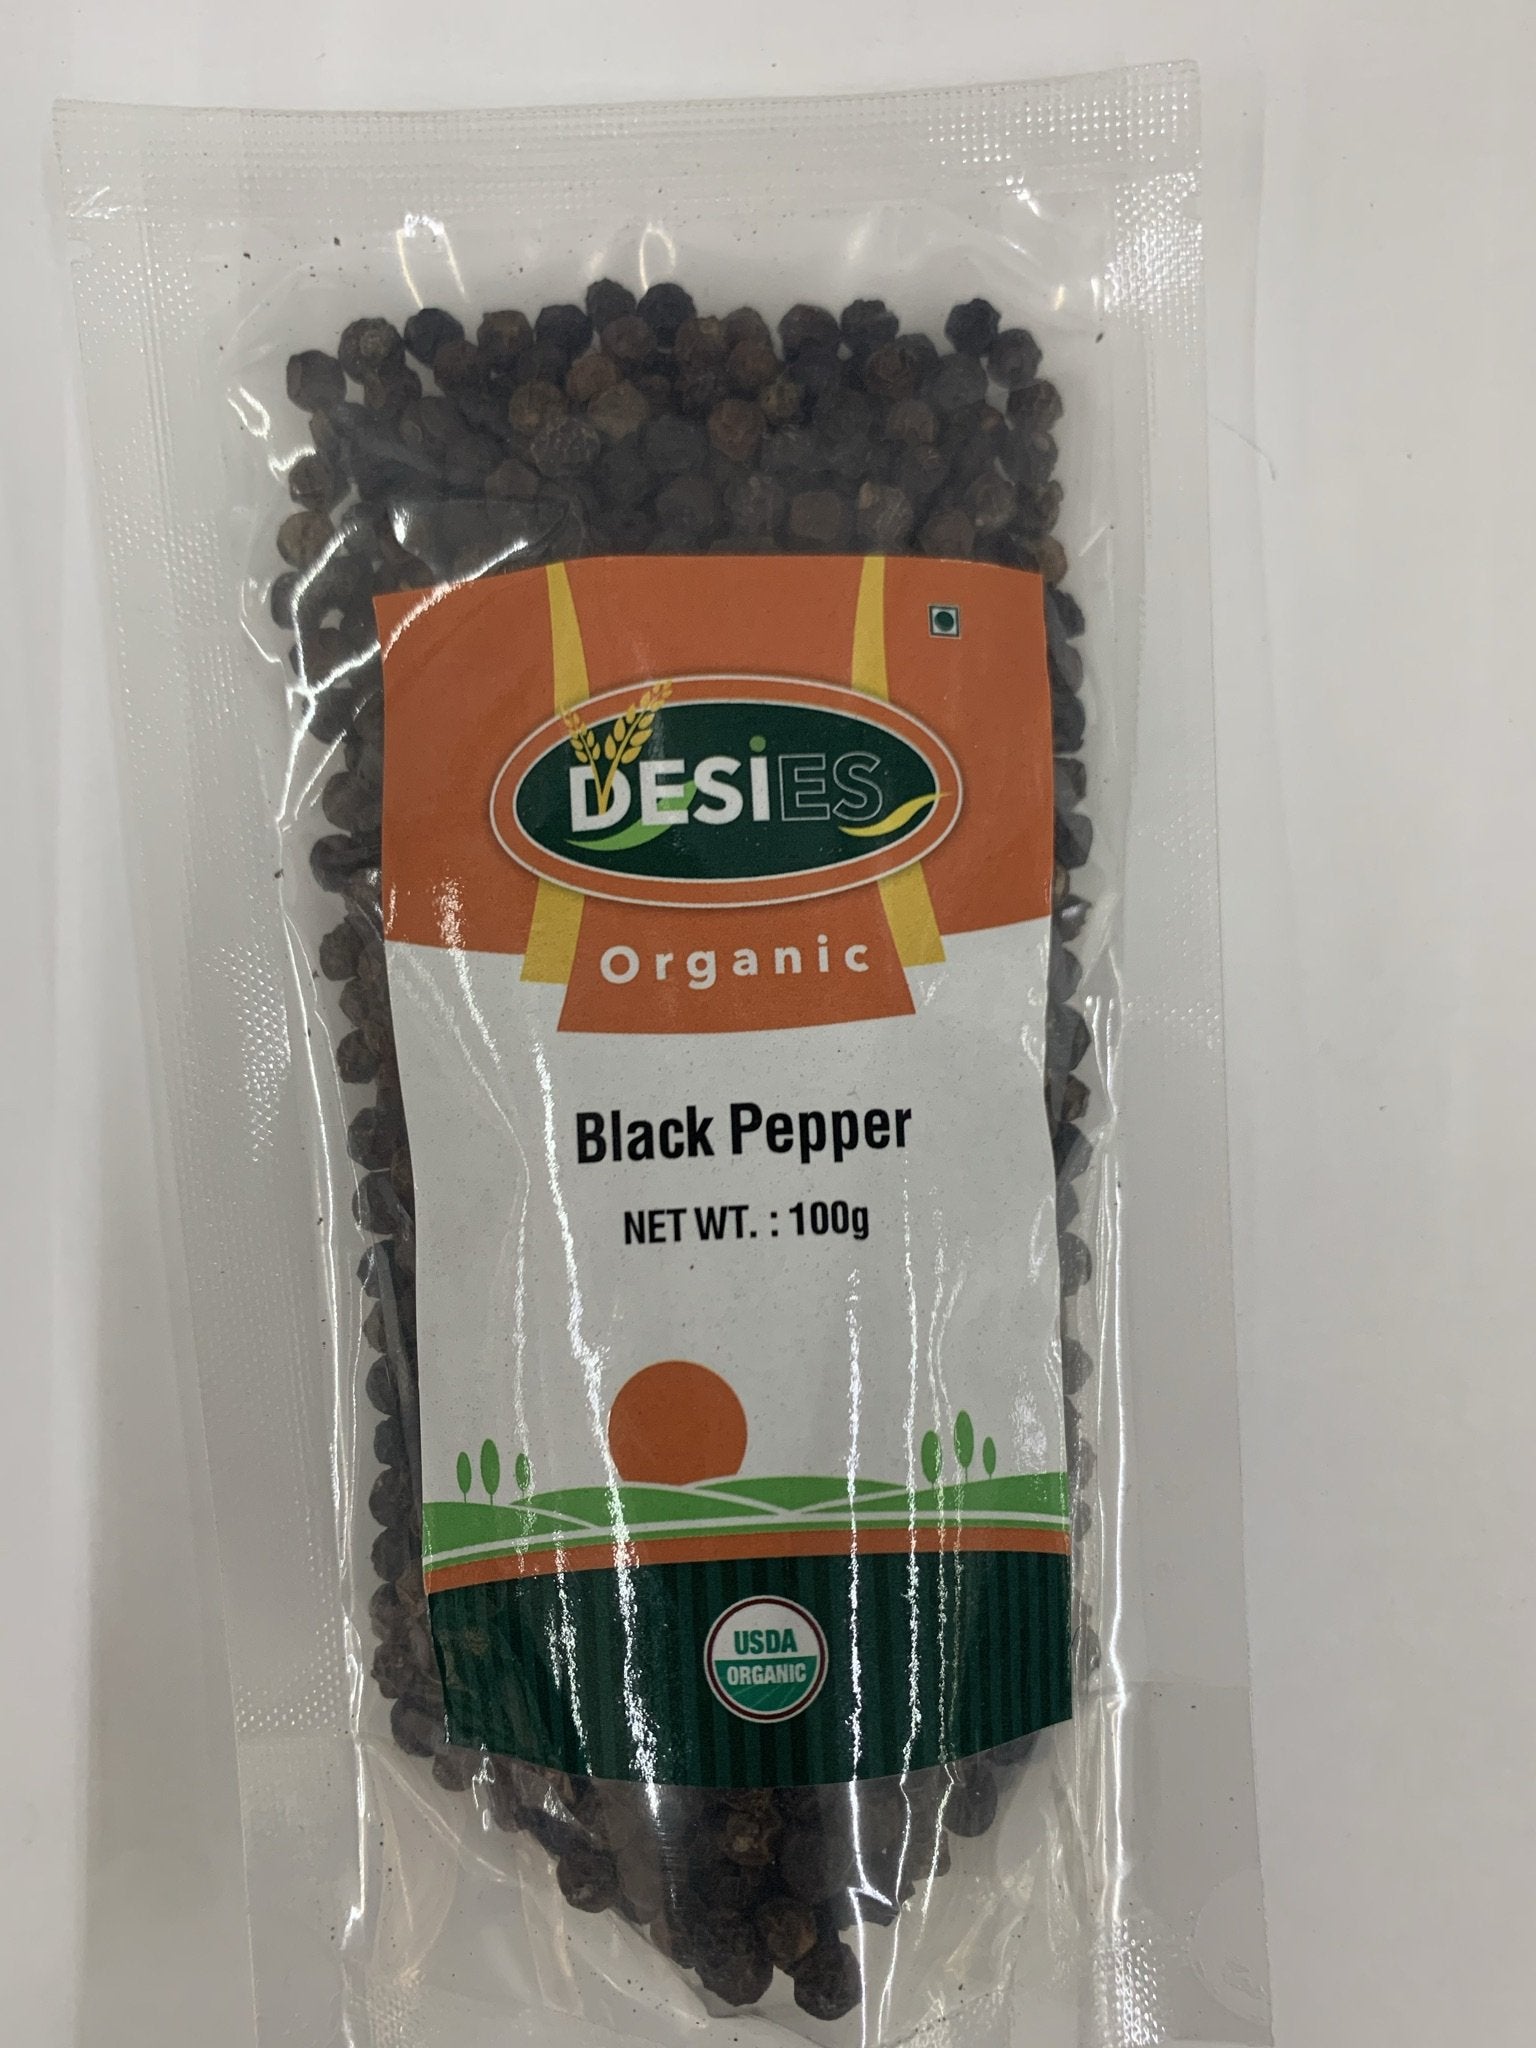 DESiES
Organic
Black Pepper
NET WT. : 100g
USDA
ORGANIC